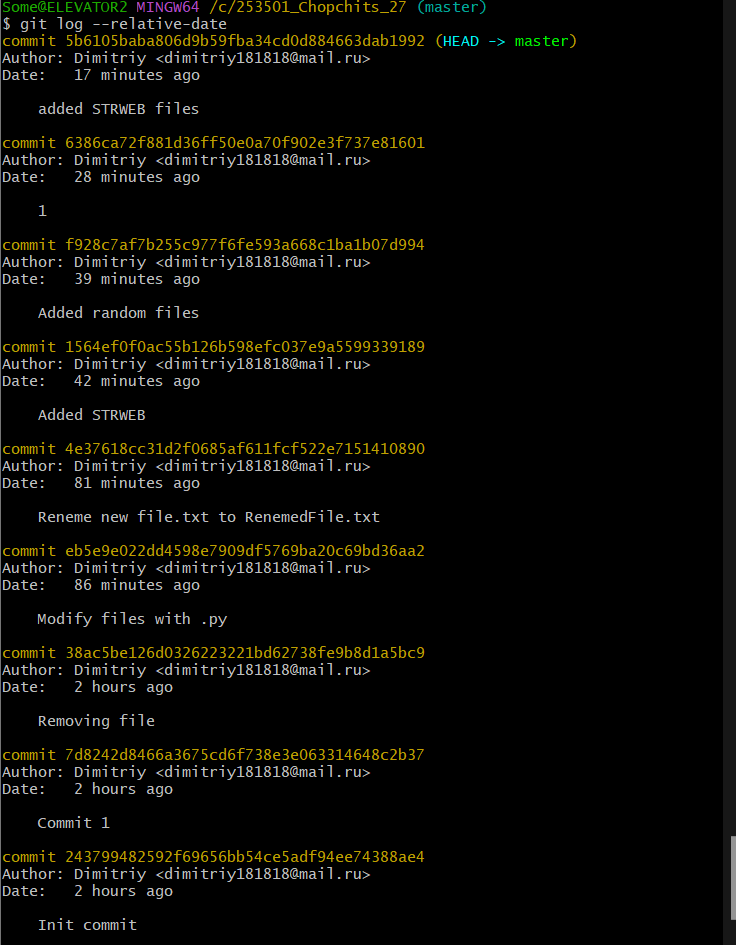 Some@ELEVATOR2 MINGW64 /c/253501_Chopchits_27 (master)
$ git log --relative-date
commit 5b6105baba806d9b59fba34cd0d884663dab1992 (HEAD -> master)
Author: Dimitriy <dimitriy181818@mail.ru>
Date:   17 minutes ago
added STRWEB files
commit 6386ca72f881d36ff50e0a70f902e3f737e81601
Author: Dimitriy <dimitriy181818@mail.ru>
Date:   28 minutes ago
1
commit f928c7af7b255c977f6fe593a668c1ba1b07d994
Author: Dimitriy <dimitriy181818@mail.ru>
Date:   39 minutes ago
Added random files
commit 1564ef0f0ac55b126b598efc037e9a5599339189
Author: Dimitriy <dimitriy181818@mail.ru>
Date:   42 minutes ago
Added STRWEB
commit 4e37618cc31d2f0685af611fcf522e7151410890
Author: Dimitriy <dimitriy181818@mail.ru>
Date:   81 minutes ago
Reneme new file.txt to RenemedFile.txt
commit eb5e9e022dd4598e7909df5769ba20c69bd36aa2
Author: Dimitriy <dimitriy181818@mail.ru>
Date:   86 minutes ago
Modify files with .py
commit 38ac5be126d0326223221bd62738fe9b8d1a5bc9
Author: Dimitriy <dimitriy181818@mail.ru>
Date:   2 hours ago
Removing file
commit 7d8242d8466a3675cd6f738e3e063314648c2b37
Author: Dimitriy <dimitriy181818@mail.ru>
Date:   2 hours ago
Commit 1
commit 243799482592f69656bb54ce5adf94ee74388ae4
Author: Dimitriy <dimitriy181818@mail.ru>
Date:   2 hours ago
Init commit